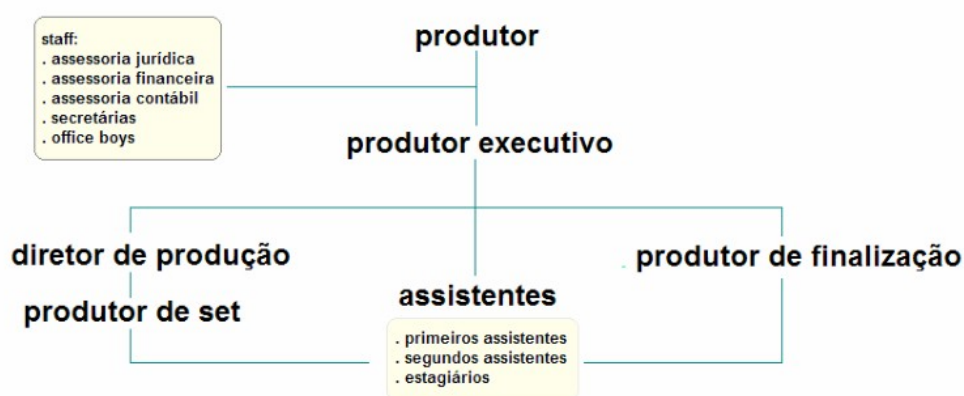 staff:
. assessoria jurídica
. assessoria financeira
. assessoria contábil
. secretárias
. office boys
produtor
produtor executivo
diretor de produção
produtor de set
assistentes
. primeiros assistentes
. segundos assistentes
. estagiários
produtor de finalização